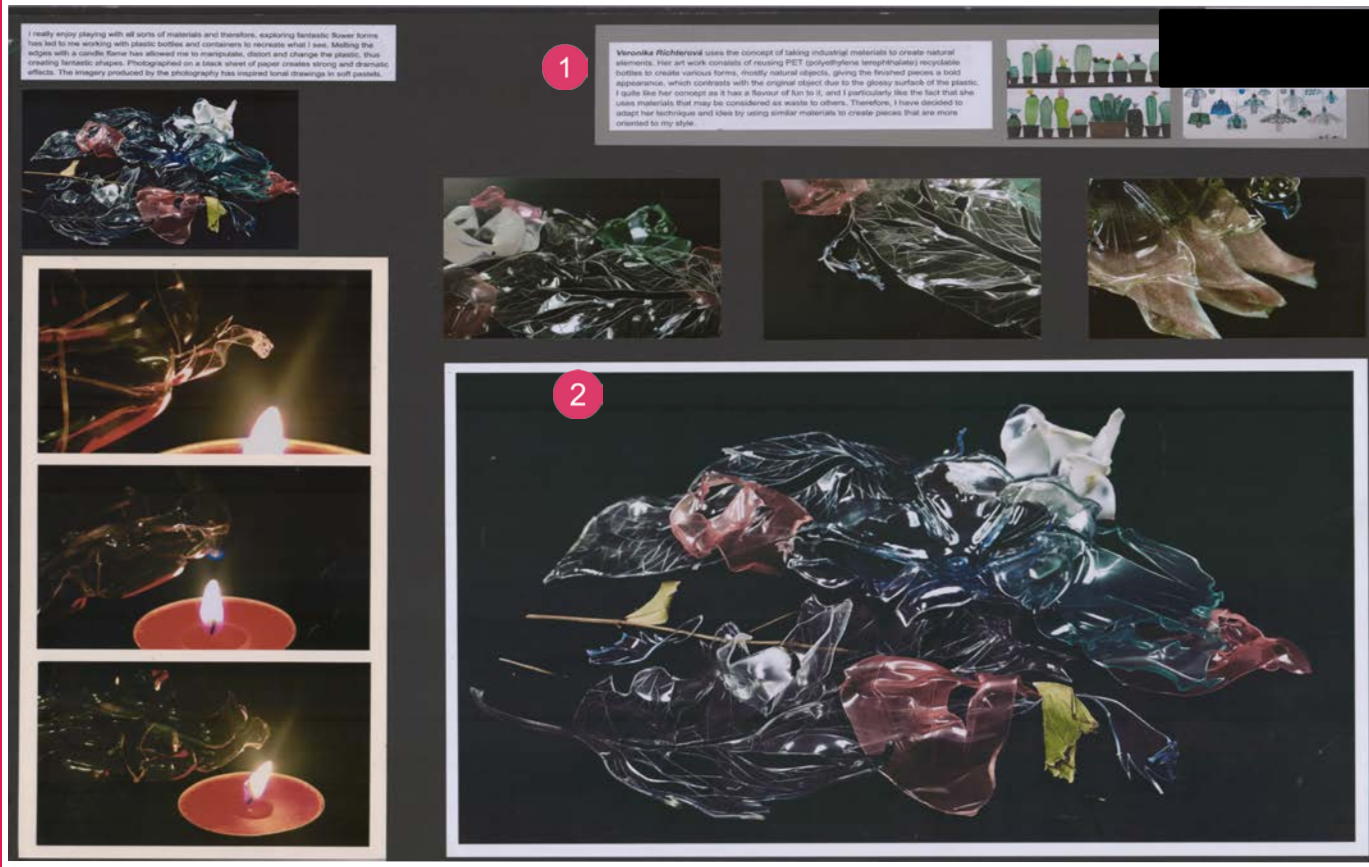 I really enjoy playing with all sorts of materials and therefore, exploring fantastic flower forms
has led to me working with plastic bottles and containers to recreate what I see. Melting the
edges with a candle flame has allowed me to manipulate, distort and change the plastic, thus
creating fantastic shapes. Photographed on a black sheet of paper creates strong and dramatic
effects. The imagery produced by the photography has inspired tonal drawings in soft pastels.
1
Veronika Richterová uses the concept of taking industrial materials to create natural
elements. Her art work consists of reusing PET (polyethylene terephthalate) recyclable
bottles to create various forms, mostly natural objects, giving the finished pieces a bold
appearance, which contrasts with the original object due to the glossy surface of the plastic.
I quite like her concept as it has a flavour of fun to it, and I particularly like the fact that she
uses materials that may be considered as waste to others. Therefore, I have decided to
adapt her technique and idea by using similar materials to create pieces that are more
oriented to my style.
2